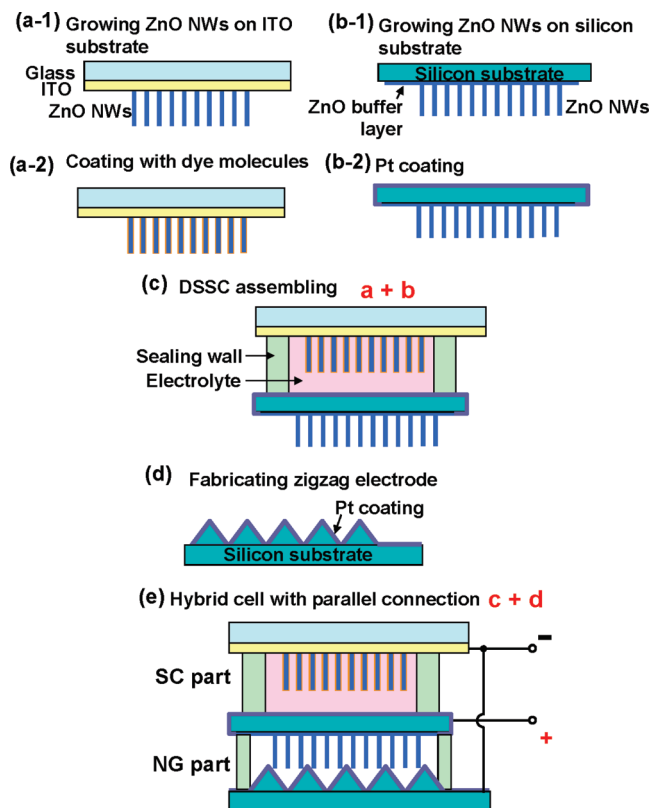 (a-1) Growing ZnO NWs on ITO
substrate
Glass
ITO
ZnO NWs
(b-1) Growing ZnO NWs on silicon
substrate
Silicon substrate
ZnO buffer
layer
ZnO NWs
(a-2) Coating with dye molecules
(b-2) Pt coating
(c) DSSC assembling a + b
Sealing wall
Electrolyte
(d) Fabricating zigzag electrode
Pt coating
Silicon substrate
(e) Hybrid cell with parallel connection c + d
-
SC part
+
NG part